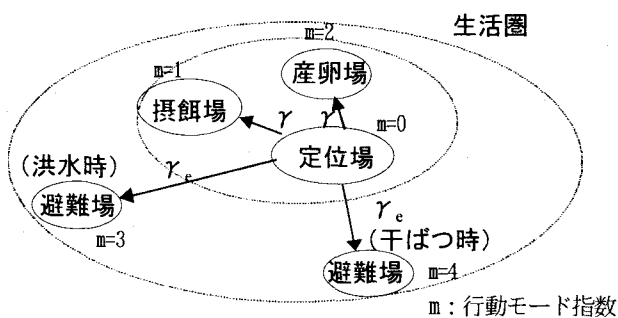 生活圏
m=2
産卵場
m=1
摂餌場
γ
γ
m=0
定位場
(洪水時)
γe
避難場
m=3
γe
(干ばつ時)
避難場
m=4
m：行動モード指数